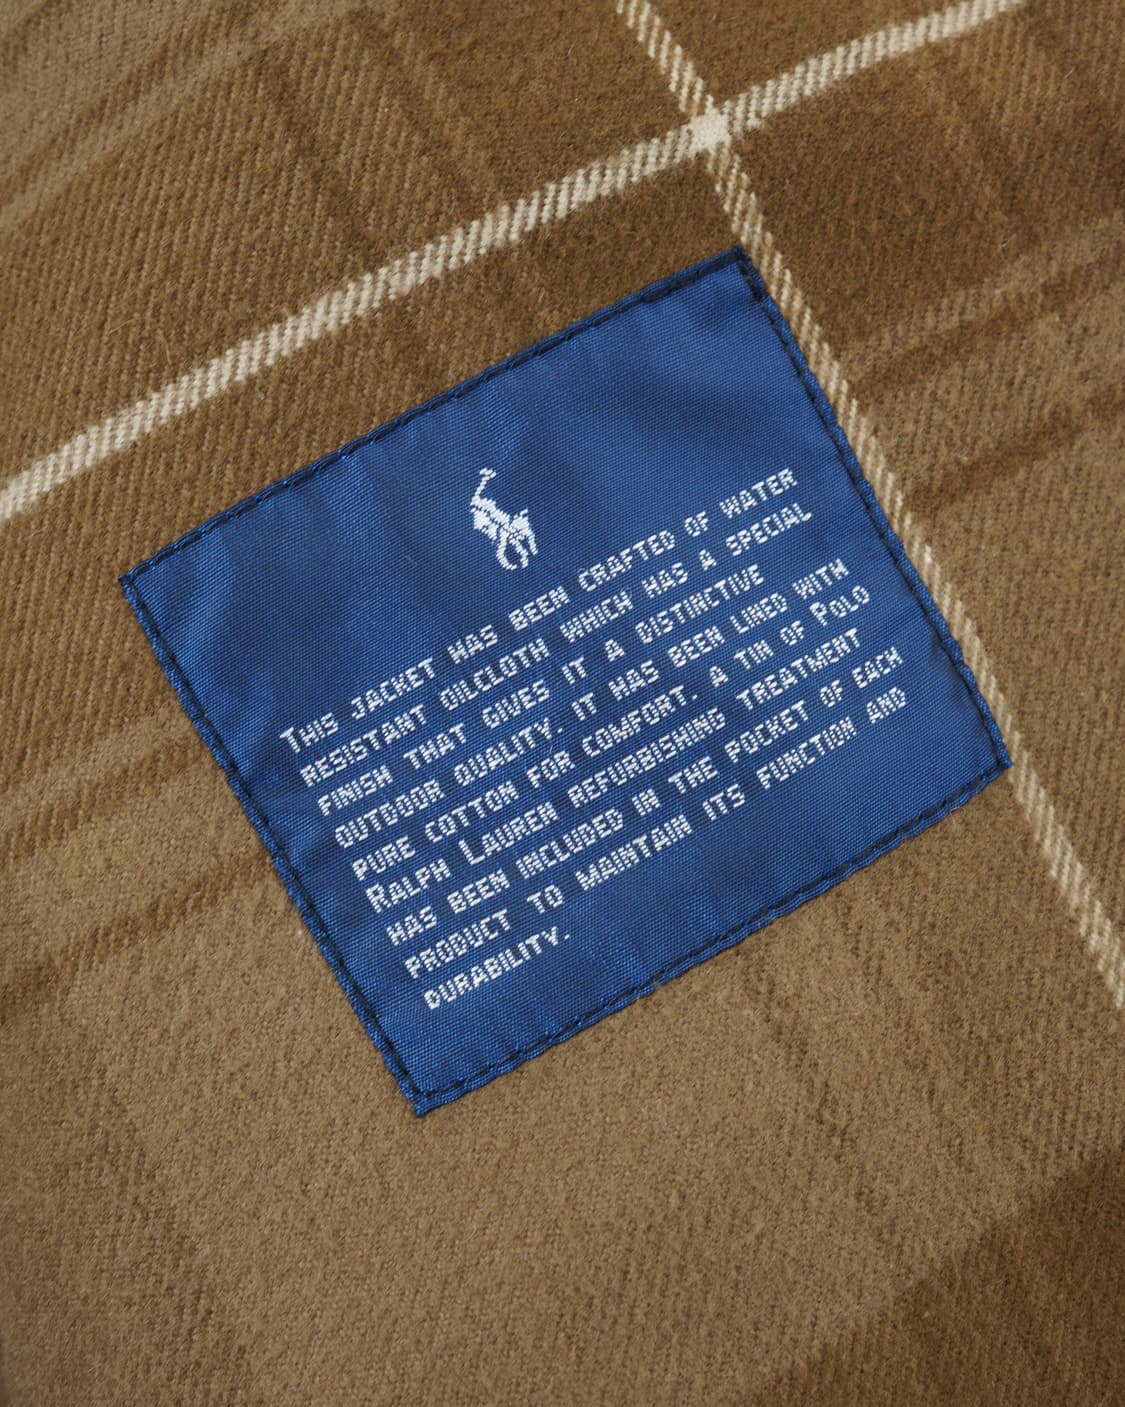 This jacket has been crafted of water
resistant oilcloth which has a special
finish that gives it a distinctive
outdoor quality. It has been lined with
pure cotton for comfort. A tin of Polo
Ralph Lauren refurbishing treatment
has been included in the pocket of each
product to maintain its function and
durability.